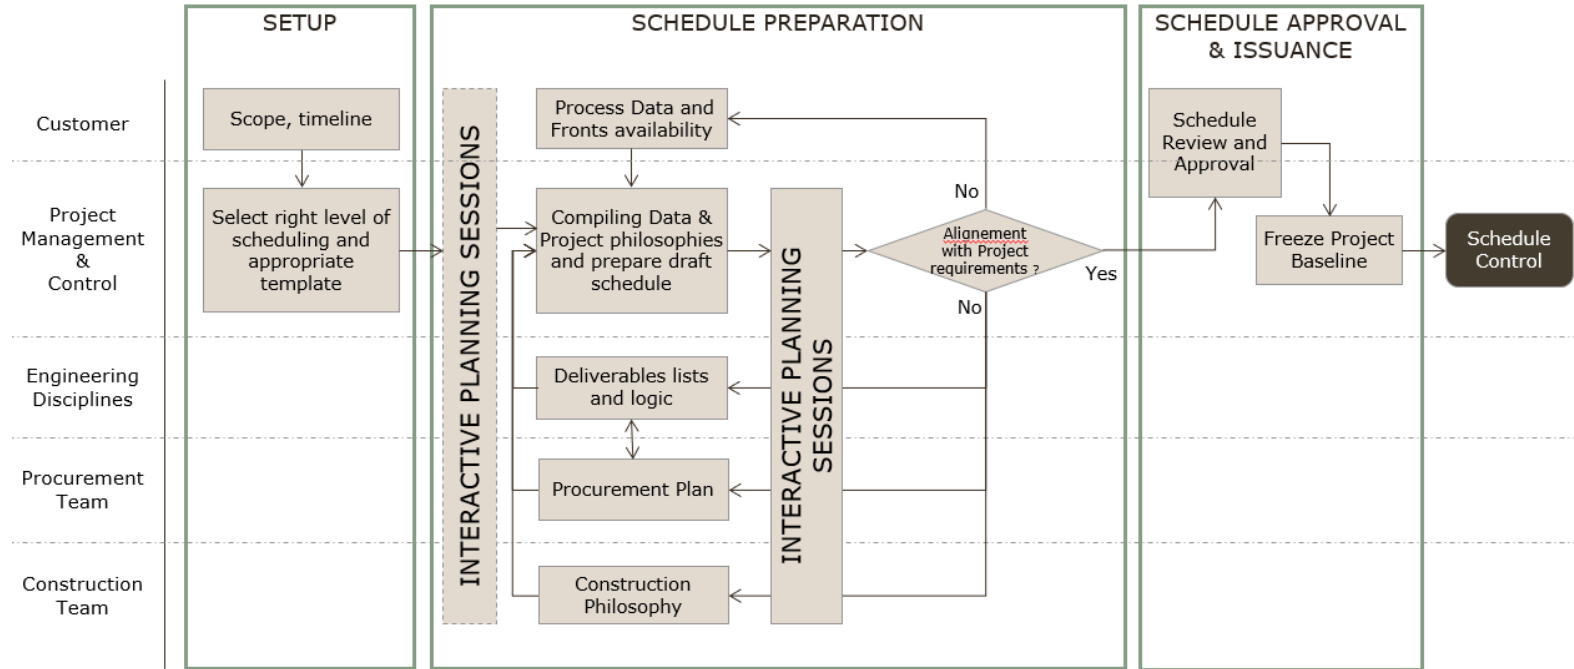 SETUP
SCHEDULE PREPARATION
SCHEDULE APPROVAL
& ISSUANCE
Customer
Scope, timeline
Process Data and
Fronts availability
Schedule
Review and
Approval
Project
Management
&
Control
Select right level of
scheduling and
appropriate
template
INTERACTIVE PLANNING SESSIONS
Compiling Data &
Project philosophies
and prepare draft
schedule
INTERACTIVE PLANNING
SESSIONS
No
Alignement
with Project
requirements ?
Yes
No
Freeze Project
Baseline
Schedule
Control
Engineering
Disciplines
Deliverables lists
and logic
Procurement
Team
Procurement Plan
Construction
Team
Construction
Philosophy